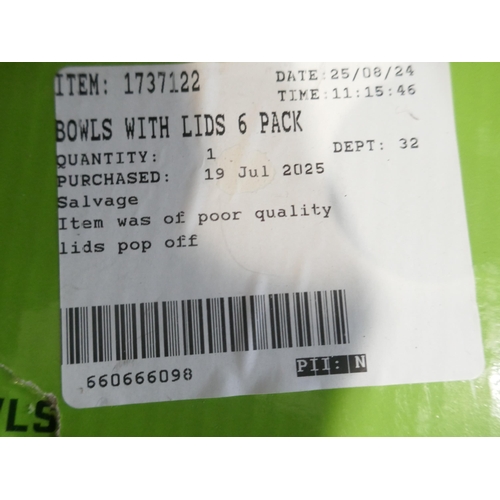 ITEM: 1737122 DATE: 25/08/24
TIME: 11:15:46
BOWLS WITH LIDS 6 PACK
QUANTITY: 1 DEPT: 32
PURCHASED: 19 Jul 2025
Salvage
Item was of poor quality
lids pop off
660666098 PII: N
WLS